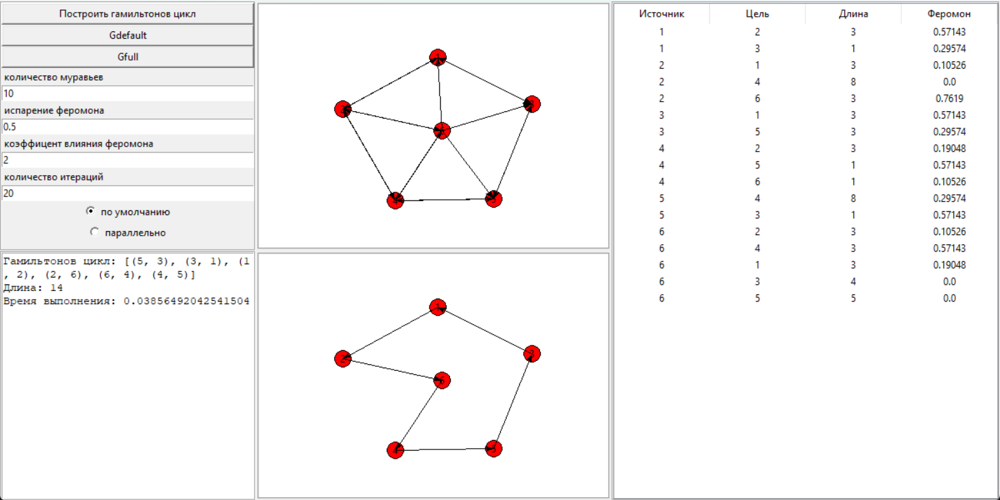 Построить гамильтонов цикл
Gdefault
Gfull
количество муравьев
10
испарение феромона
0.5
коэффицент влияния феромона
2
количество итераций
20
по умолчанию
параллельно
Гамильтонов цикл: [(5, 3), (3, 1), (1
, 2), (2, 6), (6, 4), (4, 5)]
Длина: 14
Время выполнения: 0.03856492042541504
1
2
6
4
5
Источник Цель Длина Феромон
1 2 3 0.57143
1 3 1 0.29574
2 1 3 0.10526
2 4 8 0.0
2 6 3 0.7619
3 1 3 0.57143
3 5 3 0.29574
4 2 3 0.19048
4 5 1 0.57143
4 6 1 0.10526
5 4 8 0.29574
5 3 1 0.57143
6 2 3 0.10526
6 4 3 0.57143
6 1 3 0.19048
6 3 4 0.0
6 5 5 0.0